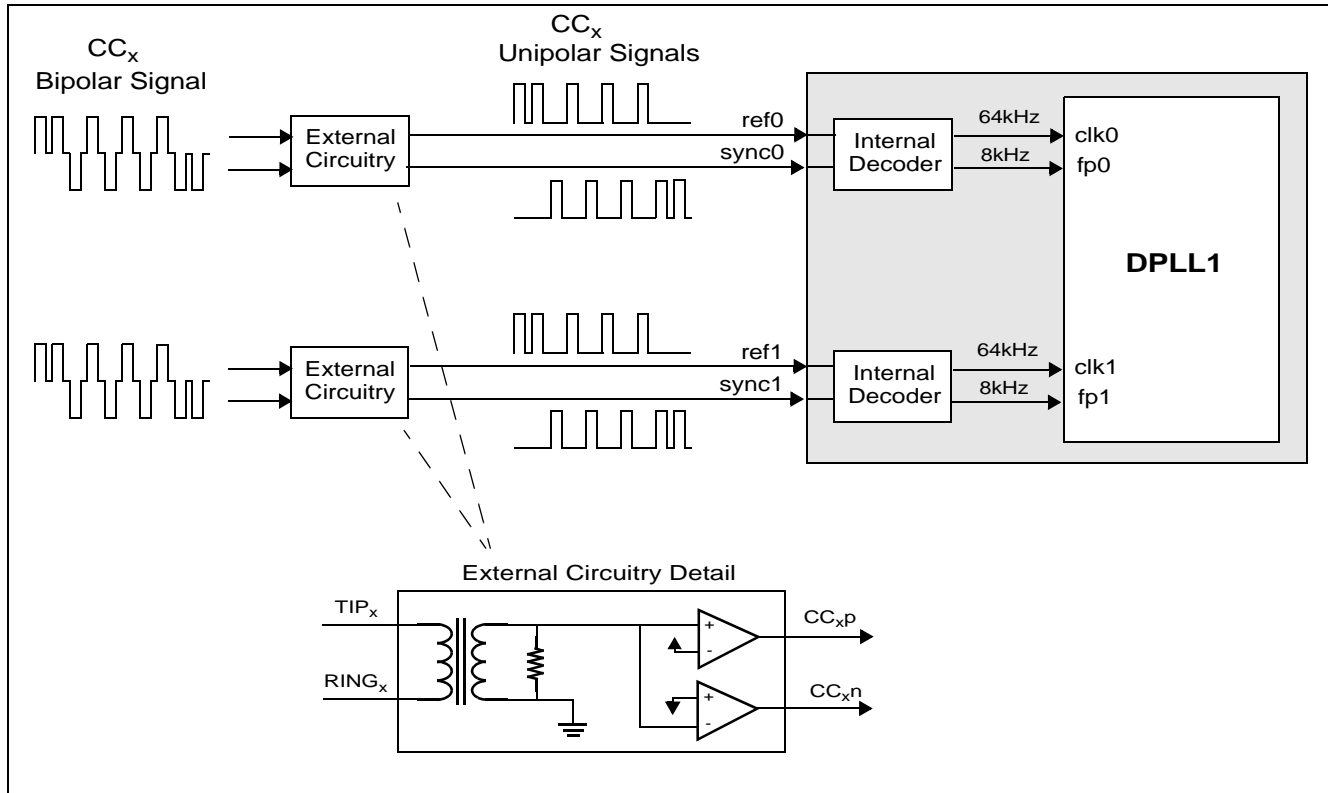 CCx
Bipolar Signal
CCx
Unipolar Signals
External
Circuitry
ref0
sync0
Internal
Decoder
64kHz
8kHz
clk0
fp0
DPLL1
External
Circuitry
ref1
sync1
Internal
Decoder
64kHz
8kHz
clk1
fp1
External Circuitry Detail
TIPx
RINGx
+
-
+
-
CCxp
CCxn